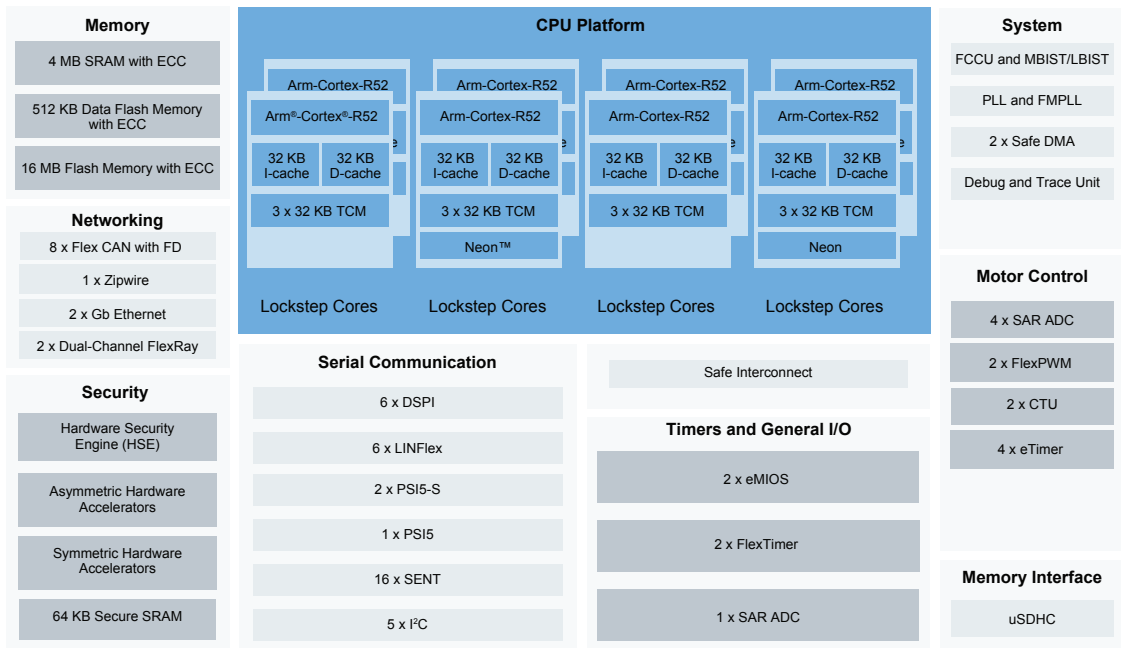 Memory
4 MB SRAM with ECC
512 KB Data Flash Memory
with ECC
16 MB Flash Memory with ECC
Networking
8 x Flex CAN with FD
1 x Zipwire
2 x Gb Ethernet
2 x Dual-Channel FlexRay
Security
Hardware Security
Engine (HSE)
Asymmetric Hardware
Accelerators
Symmetric Hardware
Accelerators
64 KB Secure SRAM
CPU Platform
Arm-Cortex-R52
Arm®-Cortex®-R52
32 KB
I-cache
32 KB
D-cache
3 x 32 KB TCM
Lockstep Cores
Arm-Cortex-R52
Arm-Cortex-R52
32 KB
I-cache
32 KB
D-cache
3 x 32 KB TCM
Neon™
Lockstep Cores
Arm-Cortex-R52
Arm-Cortex-R52
32 KB
I-cache
32 KB
D-cache
3 x 32 KB TCM
Lockstep Cores
Arm-Cortex-R52
Arm-Cortex-R52
32 KB
I-cache
32 KB
D-cache
3 x 32 KB TCM
Neon
Lockstep Cores
Serial Communication
6 x DSPI
6 x LINFlex
2 x PSI5-S
1 x PSI5
16 x SENT
5 x I²C
Safe Interconnect
Timers and General I/O
2 x eMIOS
2 x FlexTimer
1 x SAR ADC
System
FCCU and MBIST/LBIST
PLL and FMPLL
2 x Safe DMA
Debug and Trace Unit
Motor Control
4 x SAR ADC
2 x FlexPWM
2 x CTU
4 x eTimer
Memory Interface
uSDHC